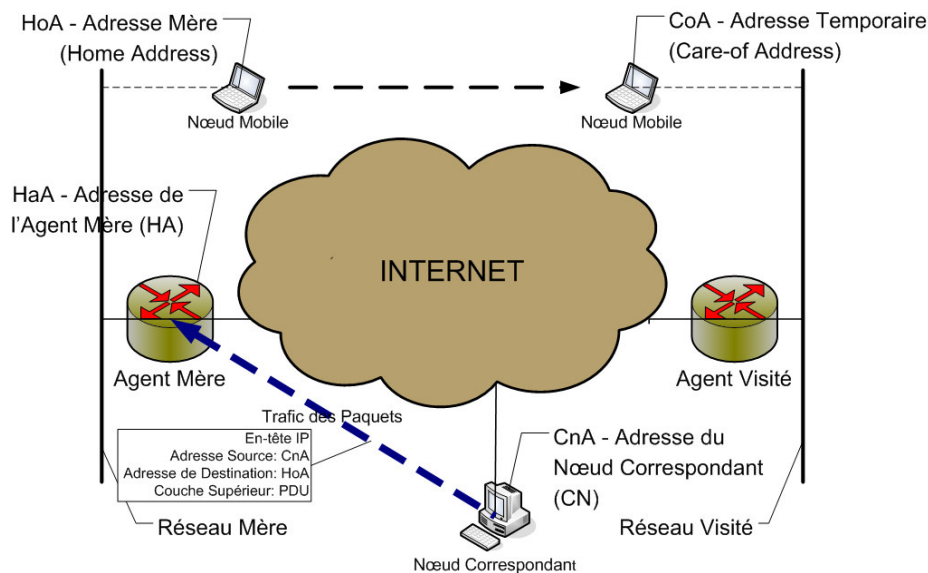 HoA - Adresse Mère
(Home Address)
CoA - Adresse Temporaire
(Care-of Address)
Nœud Mobile
Nœud Mobile
HaA - Adresse de
l'Agent Mère (HA)
INTERNET
Agent Mère
Agent Visité
Trafic des Paquets
En-tête IP
Adresse Source: CnA
Adresse de Destination: HoA
Couche Supérieur: PDU
CnA - Adresse du
Nœud Correspondant
(CN)
Réseau Mère
Réseau Visité
Nœud Correspondant